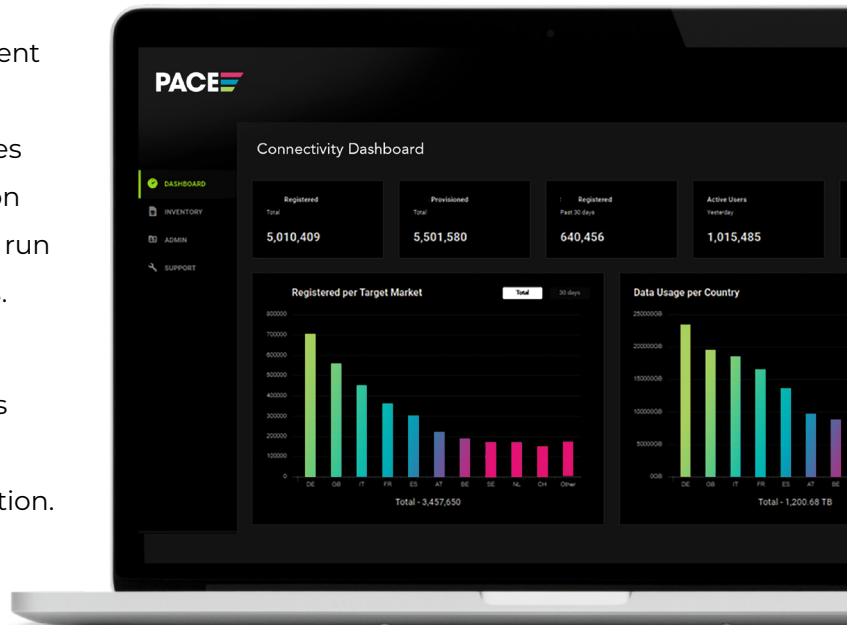 ent
es
on
run
.
s
tion.
PACE
Connectivity Dashboard
DASHBOARD
INVENTORY
ADMIN
SUPPORT
Registered
Total
5,010,409
Provisioned
Total
5,501,580
: Registered
Past 30 days
640,456
Active Users
Yesterday
1,015,485
Registered per Target Market
Total 30 days
800000
700000
600000
500000
400000
300000
200000
100000
0
DE GB IT FR ES AT BE SE NL CH Other
Total - 3,457,650
Data Usage per Country
250000GB
200000GB
150000GB
100000GB
50000GB
0GB
DE GB IT FR ES AT BE
Total - 1,200.68 TB